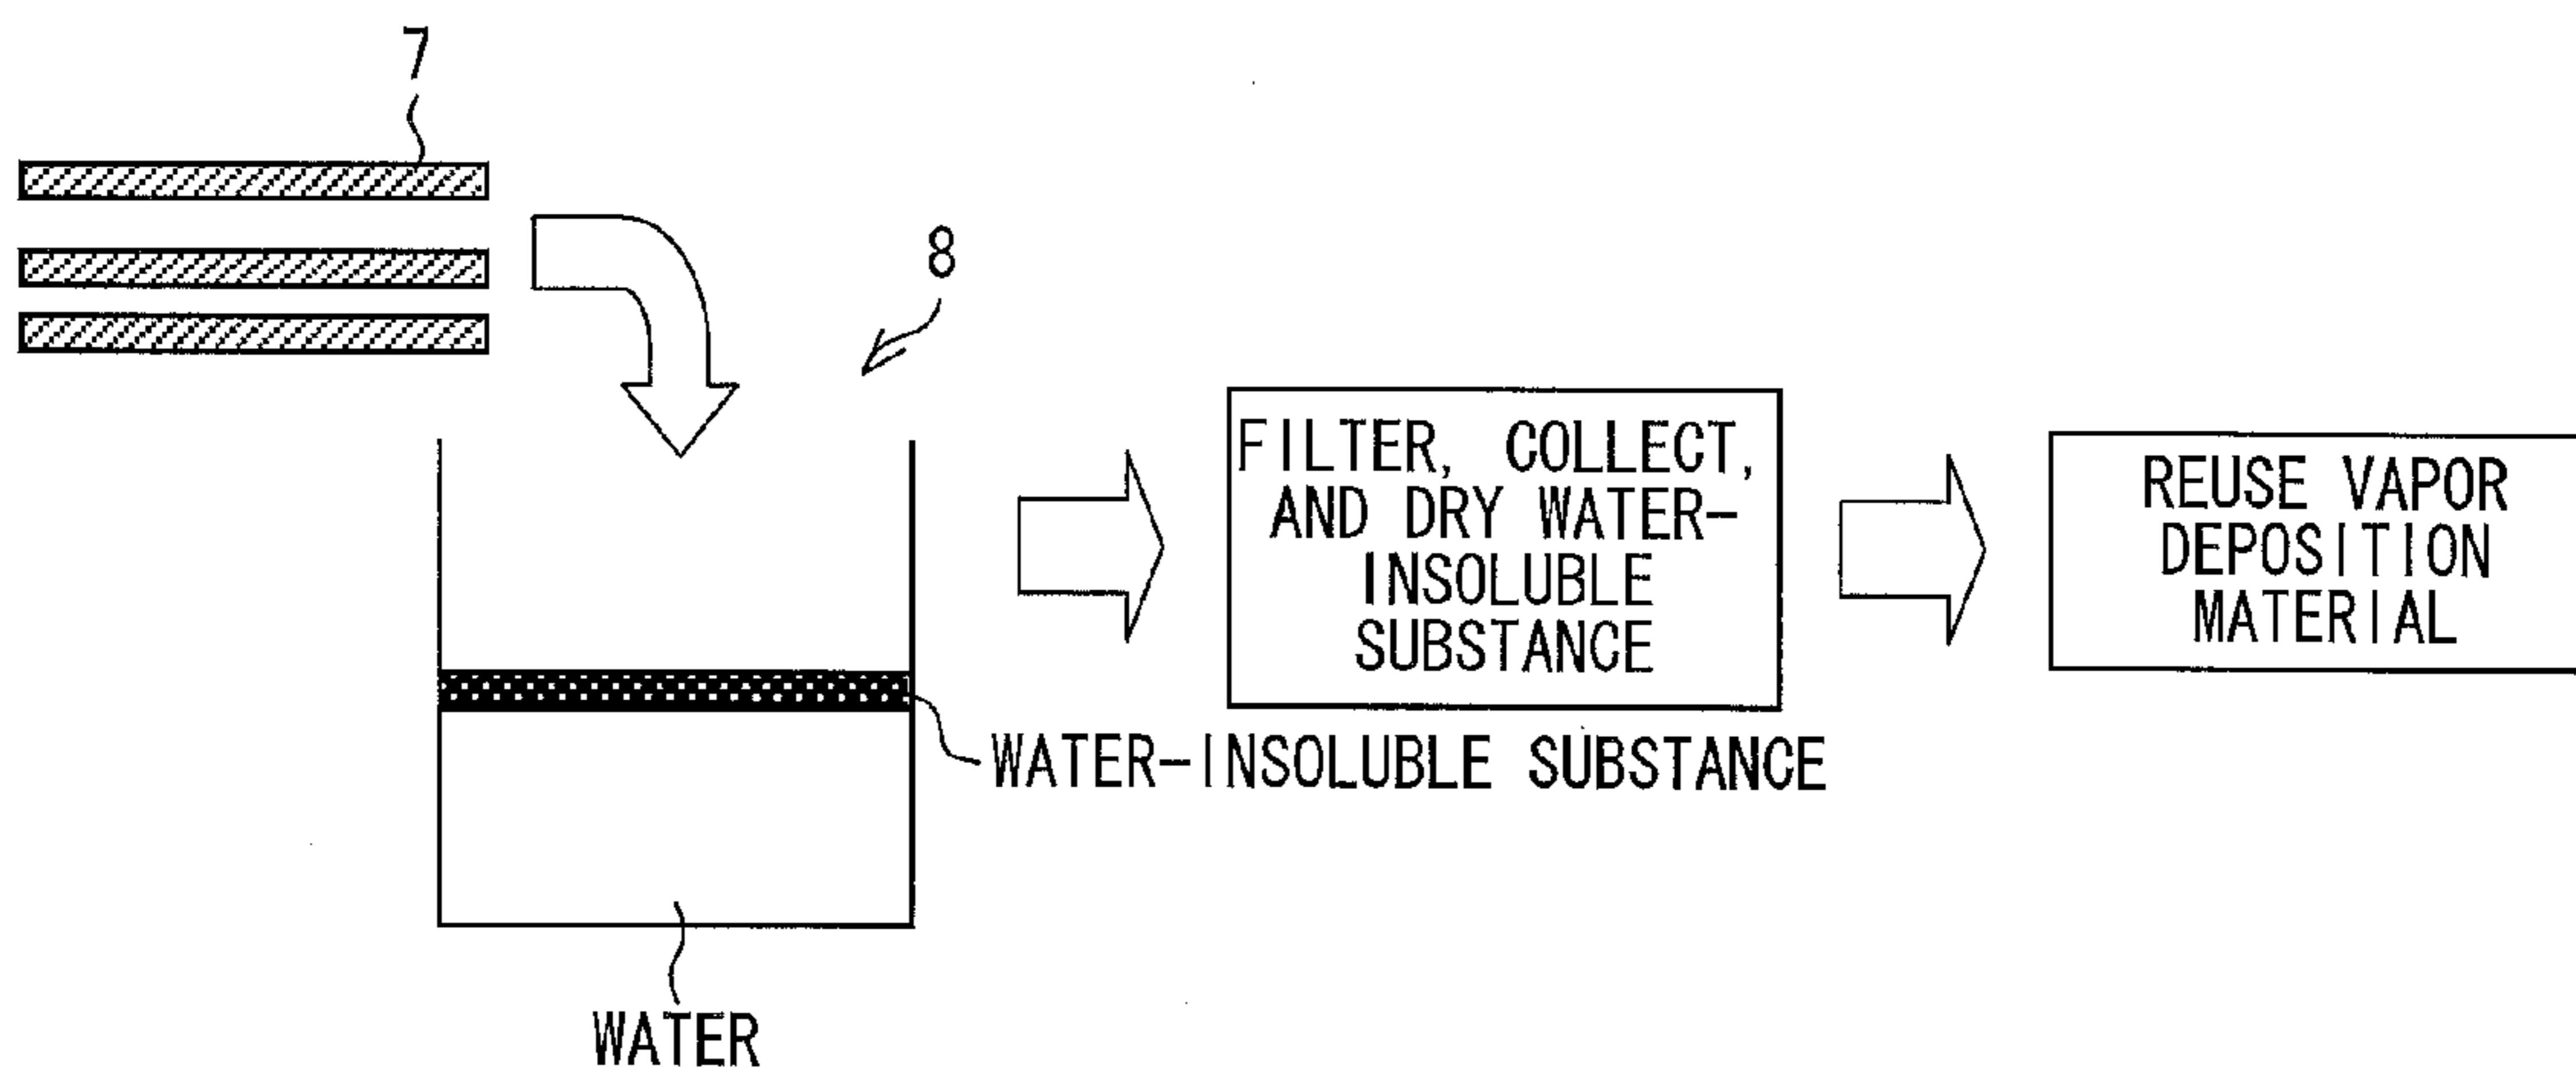 7
8
FILTER, COLLECT,
AND DRY WATER-
INSOLUBLE
SUBSTANCE
REUSE VAPOR
DEPOSITION
MATERIAL
WATER-INSOLUBLE SUBSTANCE
WATER